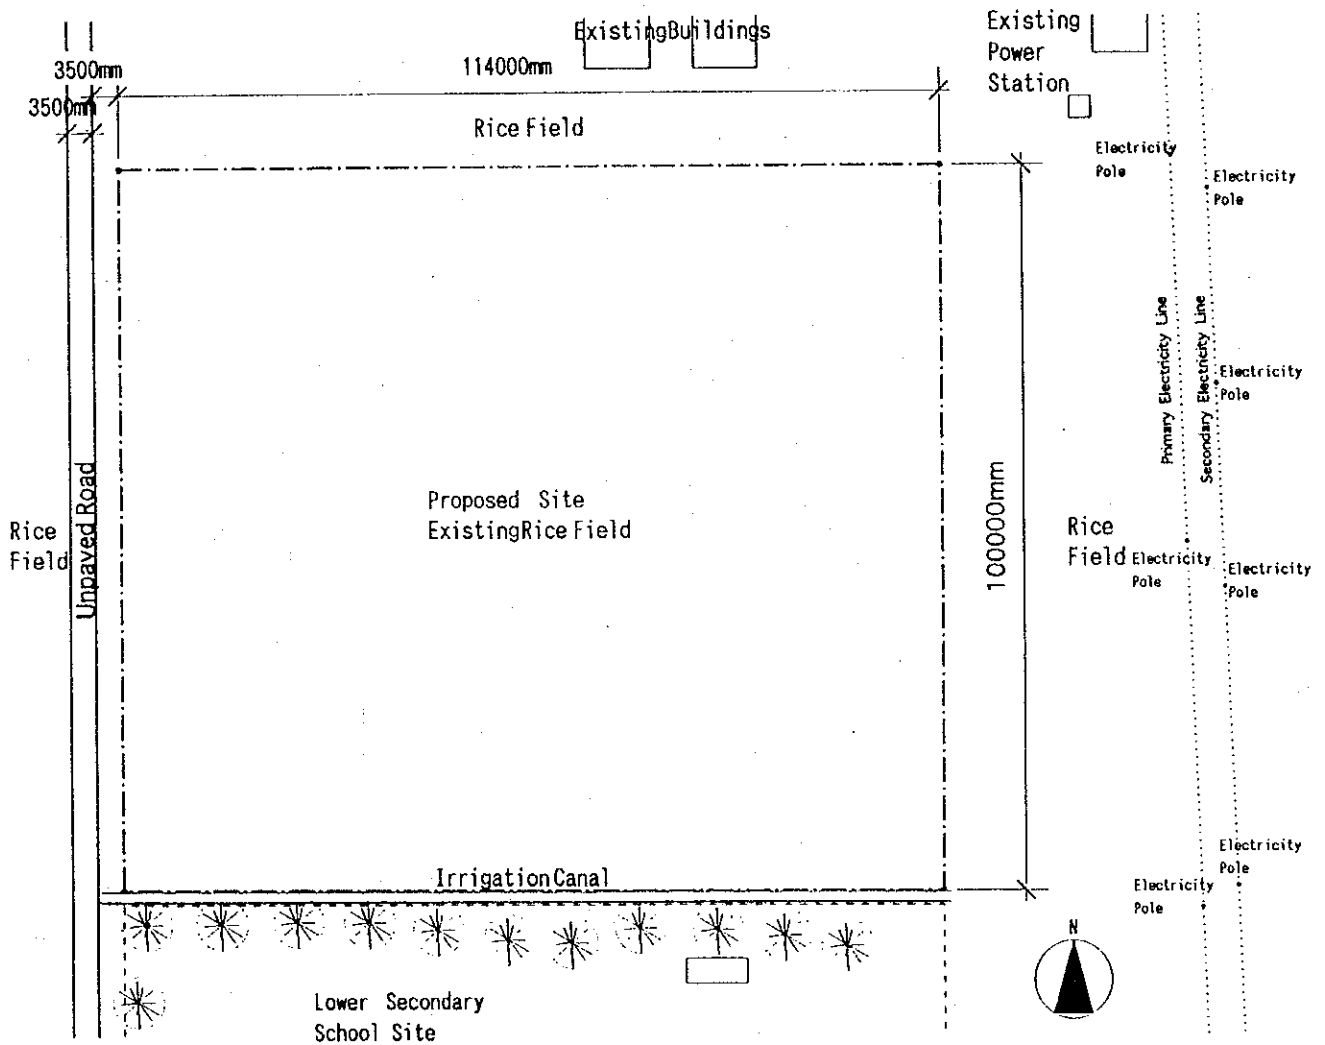 ExistingBuildings
Existing
Power
Station
3500mm
114000mm
3500mm
Rice Field
Electricity
Pole
Electricity
Pole
Primary Electricity Line
Secondary Electricity Line
Electricity
Pole
Unpaved Road
Proposed Site
ExistingRice Field
100000mm
Rice
Field
Rice
Field
Electricity
Pole
Electricity
Pole
Irrigation Canal
Electricity
Pole
Electricity
Pole
N
Lower Secondary
School Site